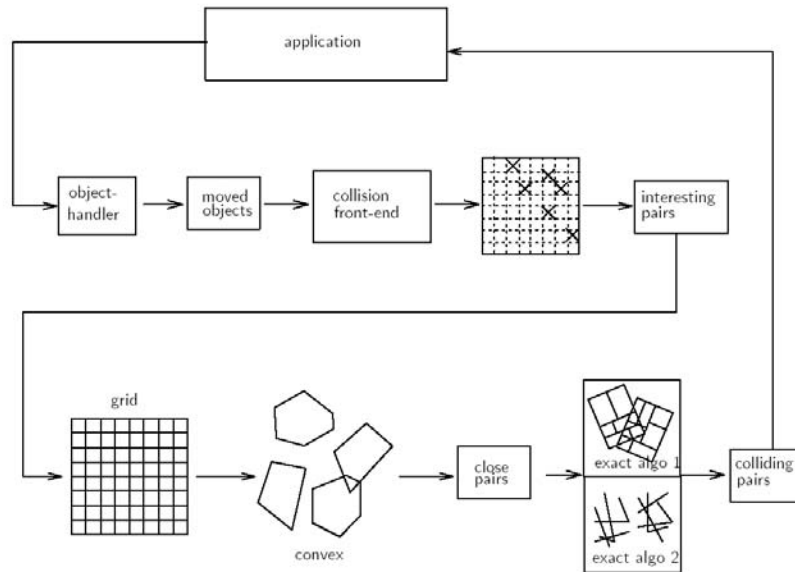 application
object-
handler
moved
objects
collision
front-end
interesting
pairs
grid
convex
close
pairs
exact algo 1
exact algo 2
colliding
pairs